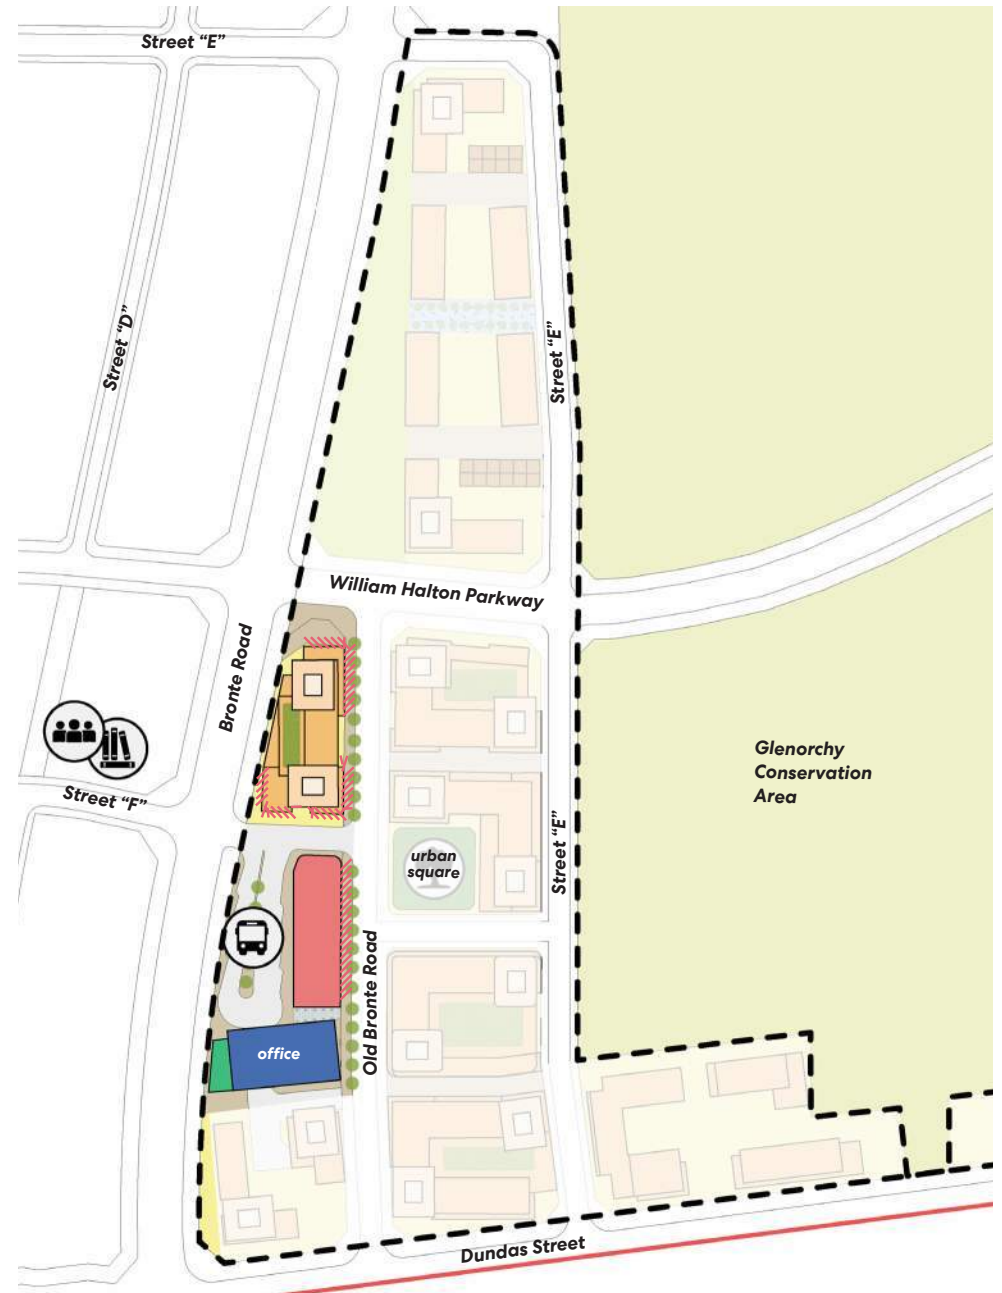 Street “E”
Street “D”
Street “E”
William Halton Parkway
Bronte Road
Glenorchy
Conservation
Area
Street “F”
Street “E”
urban
square
Old Bronte Road
office
Dundas Street